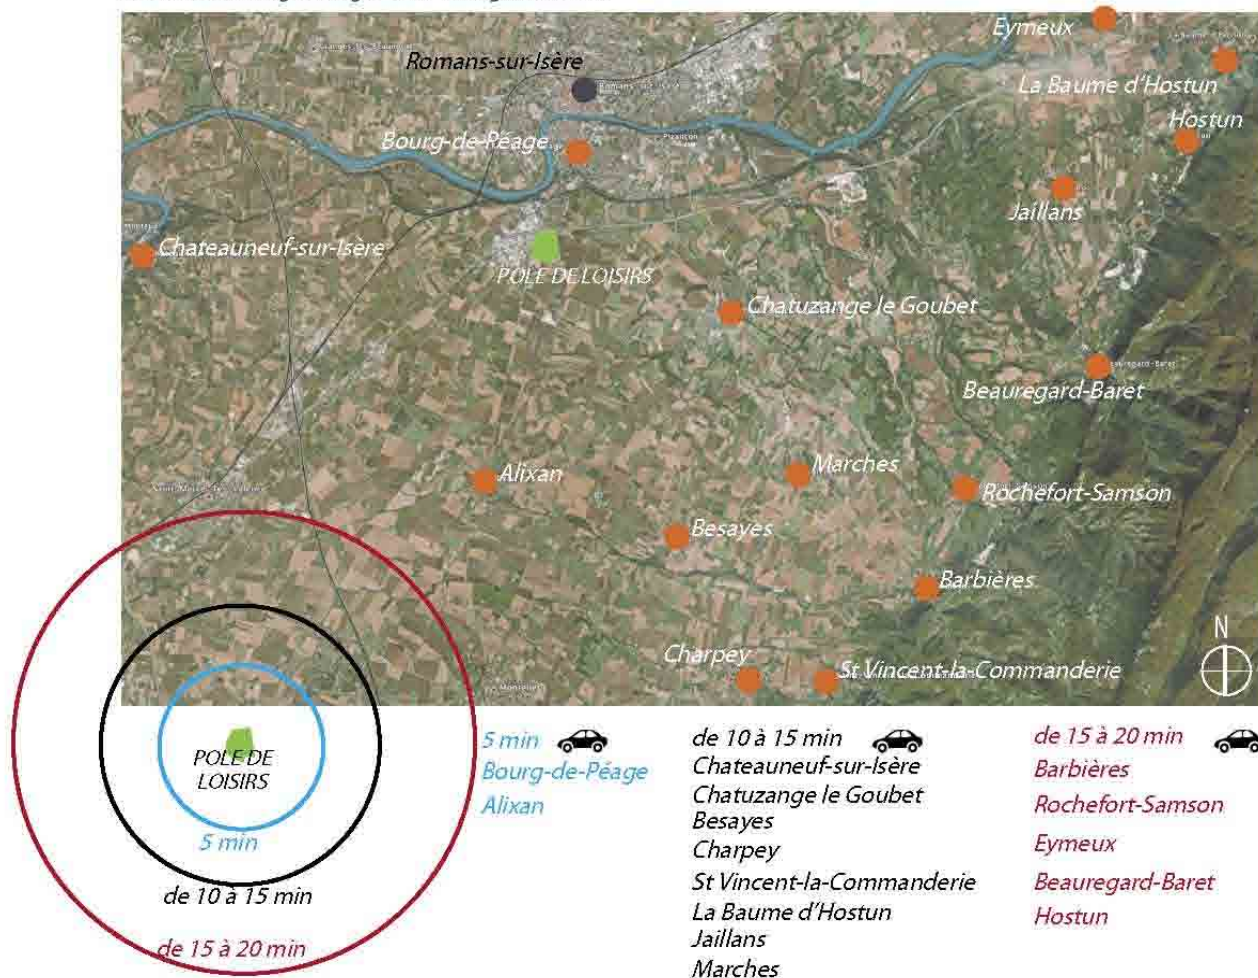 Eymeux
Romans-sur-Isère
La Baume d'Hostun
Hostun
Bourg-de-Péage
Jaillans
Chateauneuf-sur-Isère
POLE DE LOISIRS
Chatuzange le Goubet
Beauregard-Baret
Alixan
Marches
Rochefort-Samson
Besayes
Barbières
N
Charpey
St Vincent-la-Commanderie
POLE DE
LOISIRS
5 min
de 10 à 15 min
de 15 à 20 min
5 min
Bourg-de-Péage
Alixan
de 10 à 15 min
Chateauneuf-sur-Isère
Chatuzange le Goubet
Besayes
Charpey
St Vincent-la-Commanderie
La Baume d'Hostun
Jaillans
Marches
de 15 à 20 min
Barbières
Rochefort-Samson
Eymeux
Beauregard-Baret
Hostun